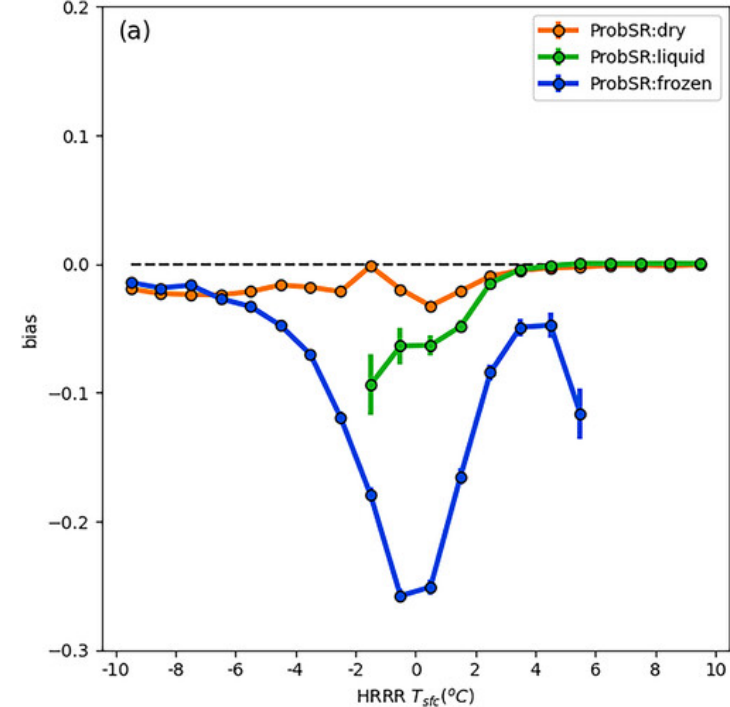 (a)
ProbSR:dry
ProbSR:liquid
ProbSR:frozen
0.2
0.1
0.0
−0.1
−0.2
−0.3
bias
-10 -8 -6 -4 -2 0 2 4 6 8 10
HRRR T_sfc(°C)